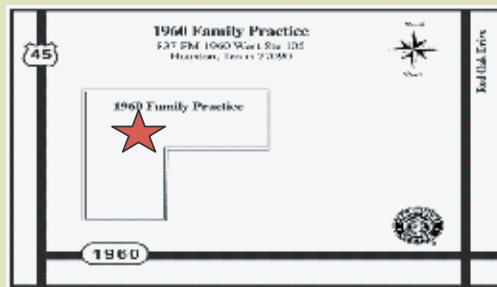 1960 Family Practice
837 FM 1960 West Ste 105
Houston, Texas 77090
45
Red Oak Drive
1960 Family Practice
1960